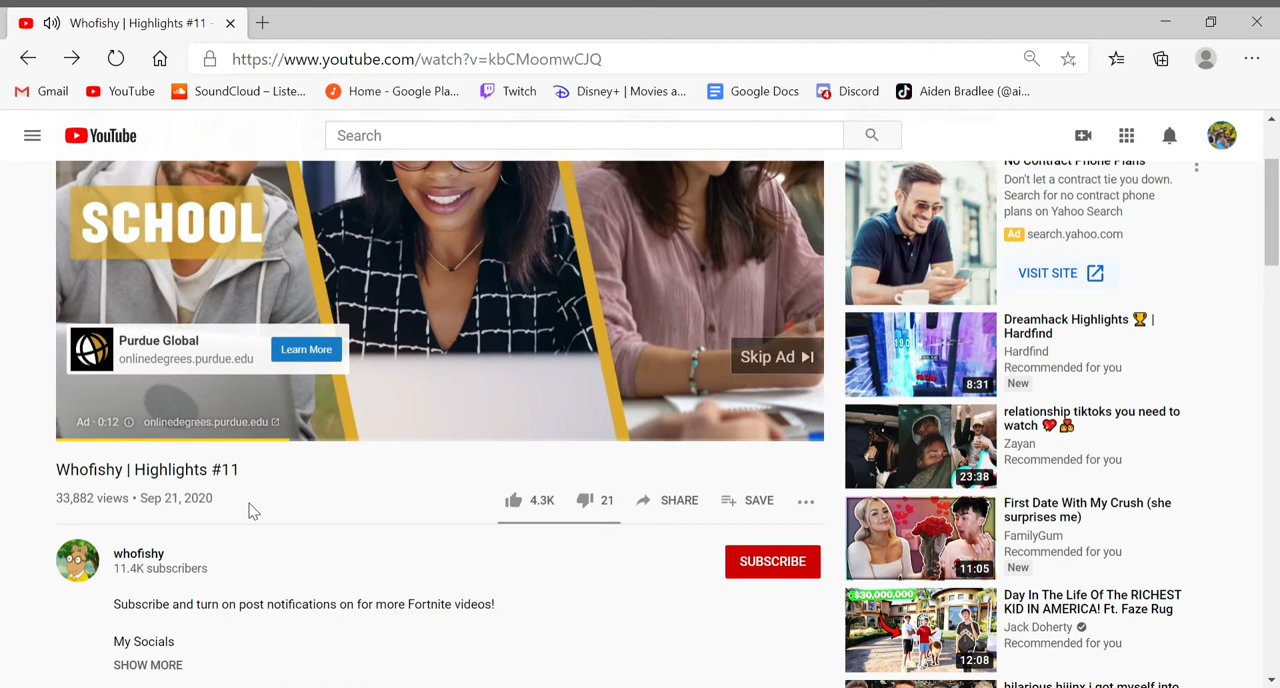 Whofishy | Highlights #11 -
https://www.youtube.com/watch?v=kbCMoomwCJQ
Gmail
YouTube
SoundCloud – Liste...
Home - Google Pla...
Twitch
Disney+ | Movies a...
Google Docs
Discord
Aiden Bradlee (@ai...
YouTube
Search
SCHOOL
Purdue Global
onlinedegrees.purdue.edu
Learn More
Skip Ad
Ad · 0:12
onlinedegrees.purdue.edu
Whofishy | Highlights #11
33,882 views • Sep 21, 2020
4.3K
21
SHARE
SAVE
whofishy
11.4K subscribers
SUBSCRIBE
Subscribe and turn on post notifications on for more Fortnite videos!
My Socials
SHOW MORE
No Contract Phone Plans
Don't let a contract tie you down.
Search for no contract phone
plans on Yahoo Search
Ad search.yahoo.com
VISIT SITE
8:31
Dreamhack Highlights 🏆 |
Hardfind
Hardfind
Recommended for you
New
23:38
relationship tiktoks you need to
watch ❤️💑
Zayan
Recommended for you
11:05
First Date With My Crush (she
surprises me)
FamilyGum
Recommended for you
New
$30,000,000
12:08
Day In The Life Of The RICHEST
KID IN AMERICA! Ft. Faze Rug
Jack Doherty
Recommended for you
hilarious hijinx i got myself into